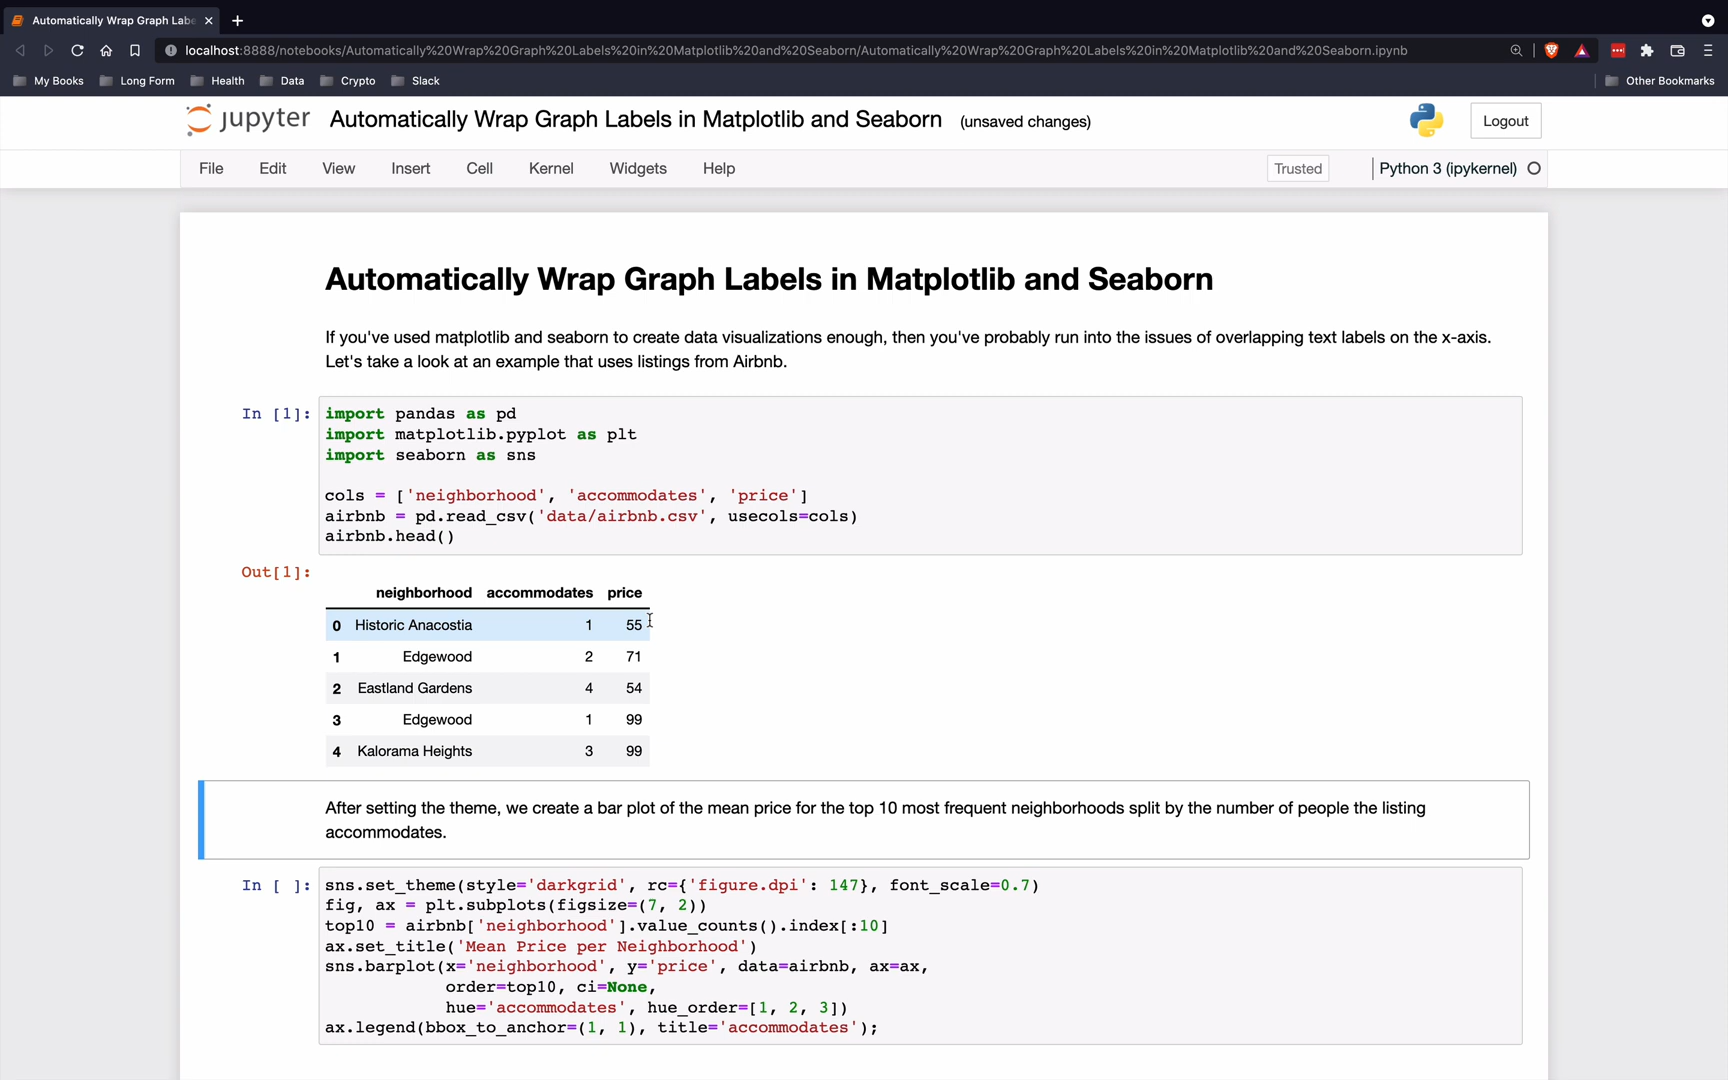 Automatically Wrap Graph Labe
localhost:8888/notebooks/Automatically%20Wrap%20Graph%20Labels%20in%20Matplotlib%20and%20Seaborn/Automatically%20Wrap%20Graph%20Labels%20in%20Matplotlib%20and%20Seaborn.ipynb
My Books Long Form Health Data Crypto Slack Other Bookmarks
jupyter Automatically Wrap Graph Labels in Matplotlib and Seaborn (unsaved changes) Logout
File Edit View Insert Cell Kernel Widgets Help Trusted Python 3 (ipykernel)
Automatically Wrap Graph Labels in Matplotlib and Seaborn
If you've used matplotlib and seaborn to create data visualizations enough, then you've probably run into the issues of overlapping text labels on the x-axis.
Let's take a look at an example that uses listings from Airbnb.
In [1]: import pandas as pd
import matplotlib.pyplot as plt
import seaborn as sns
cols = ['neighborhood', 'accommodates', 'price']
airbnb = pd.read_csv('data/airbnb.csv', usecols=cols)
airbnb.head()
Out[1]:
neighborhood accommodates price
0 Historic Anacostia 1 55
1 Edgewood 2 71
2 Eastland Gardens 4 54
3 Edgewood 1 99
4 Kalorama Heights 3 99
After setting the theme, we create a bar plot of the mean price for the top 10 most frequent neighborhoods split by the number of people the listing
accommodates.
In [ ]: sns.set_theme(style='darkgrid', rc={'figure.dpi': 147}, font_scale=0.7)
fig, ax = plt.subplots(figsize=(7, 2))
top10 = airbnb['neighborhood'].value_counts().index[:10]
ax.set_title('Mean Price per Neighborhood')
sns.barplot(x='neighborhood', y='price', data=airbnb, ax=ax,
order=top10, ci=None,
hue='accommodates', hue_order=[1, 2, 3])
ax.legend(bbox_to_anchor=(1, 1), title='accommodates');